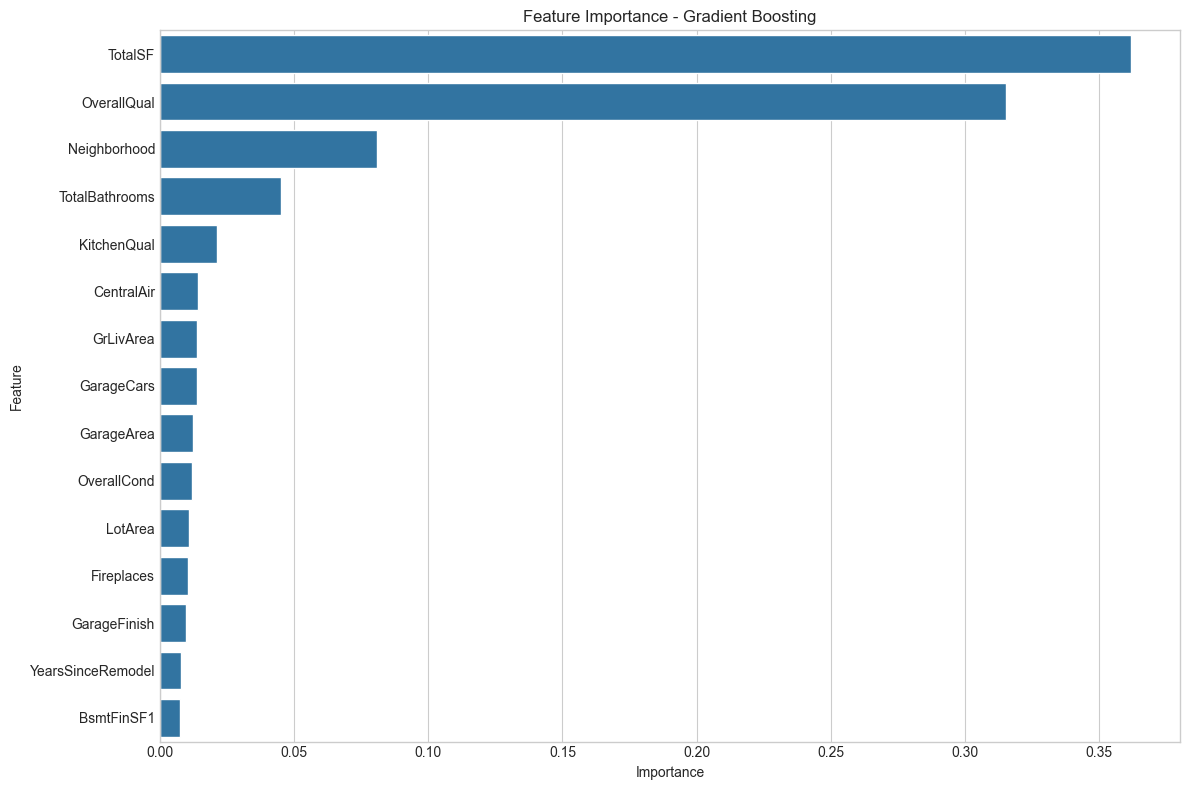 Feature Importance - Gradient Boosting
TotalSF
OverallQual
Neighborhood
TotalBathrooms
KitchenQual
CentralAir
GrLivArea
GarageCars
GarageArea
OverallCond
LotArea
Fireplaces
GarageFinish
YearsSinceRemodel
BsmtFinSF1
Feature
0.00 0.05 0.10 0.15 0.20 0.25 0.30 0.35
Importance